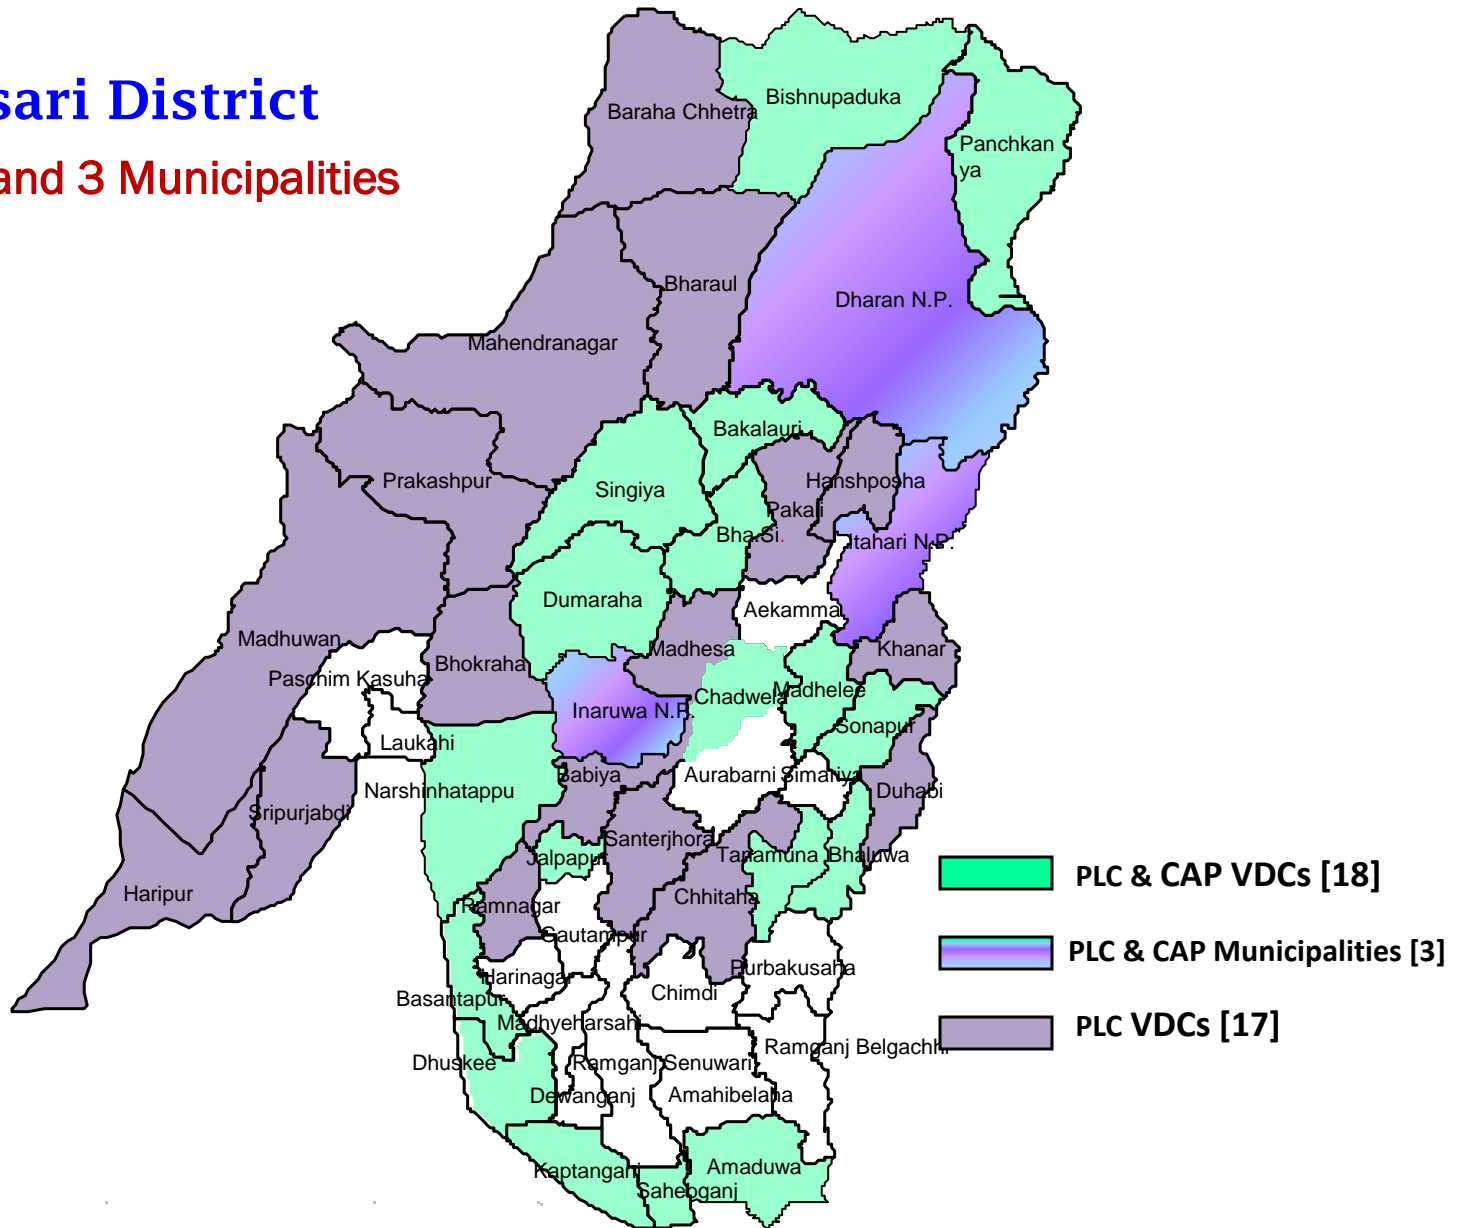 sari District
and 3 Municipalities
Baraha Chhetra
Bishnupaduka
Panchkan
ya
Bharaul
Dharan N.P.
Mahendranagar
Bakalauri
Prakashpur
Singiya
Hanshposha
Pakali
Bha.Si.
Itahari N.P.
Dumaraha
Aekamma
Madhuwan
Madhesa
Khanar
Bhokraha
Paschim Kasuha
Chadwela
Madhelee
Inaruwa N.P.
Sonapur
Laukahi
Babiya
Aurabarni
Simariya
Narshinhatappu
Duhabi
Sripurjabdi
Santerjhora
Jalpapur
Tanamuna
Bhaluwa
Haripur
Chhitaha
Ramnagar
PLC & CAP VDCs [18]
Gautampur
PLC & CAP Municipalities [3]
Harinagar
Purbakusaha
Chimdi
Basantapur
Madhyeharsahi
PLC VDCs [17]
Ramganj Belgachhi
Dhuskee
Ramganj Senuwari
Dewanganj
Amahibelaha
Kaptanganj
Amaduwa
Sahebganj